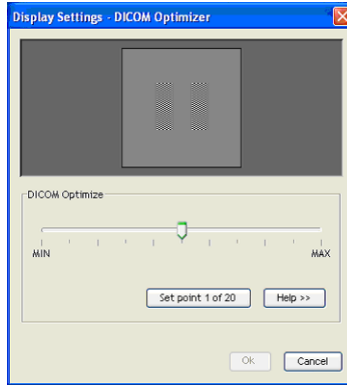 Display Settings - DICOM Optimizer
DICOM Optimize
MIN MAX
Set point 1 of 20 Help >>
Ok Cancel